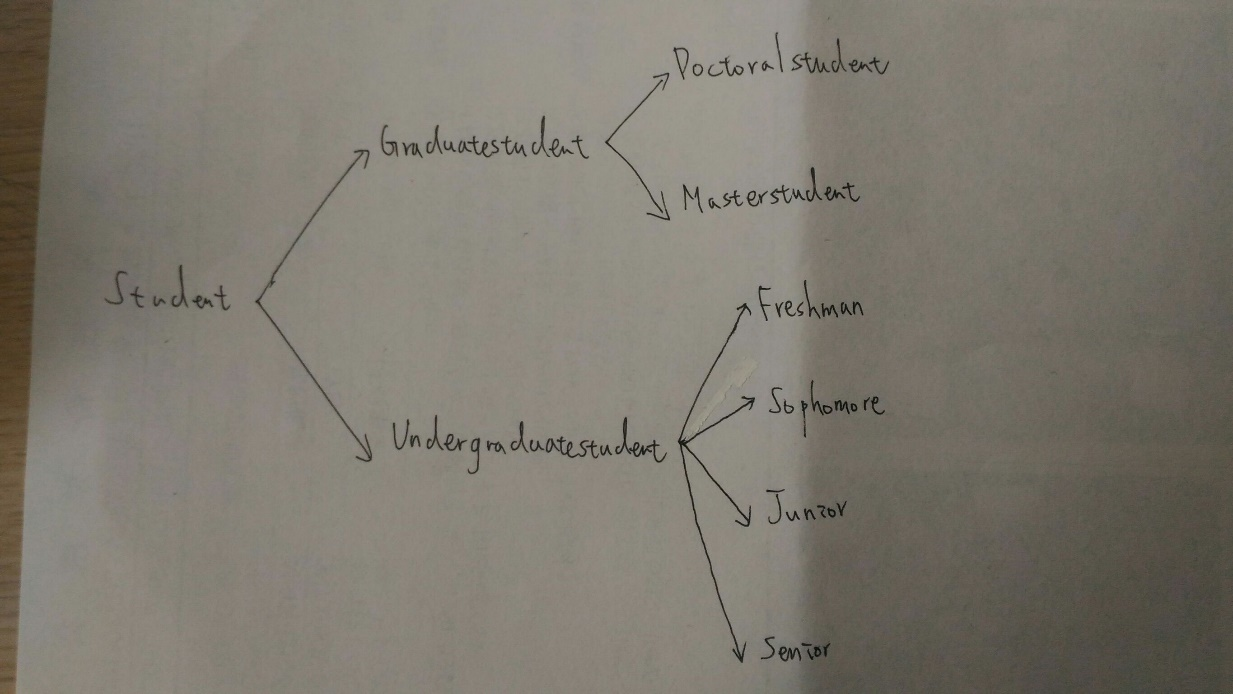 Doctoralstudent
Graduatestudent
Masterstudent
Student
Freshman
Sophomore
Undergraduatestudent
Junior
Senior